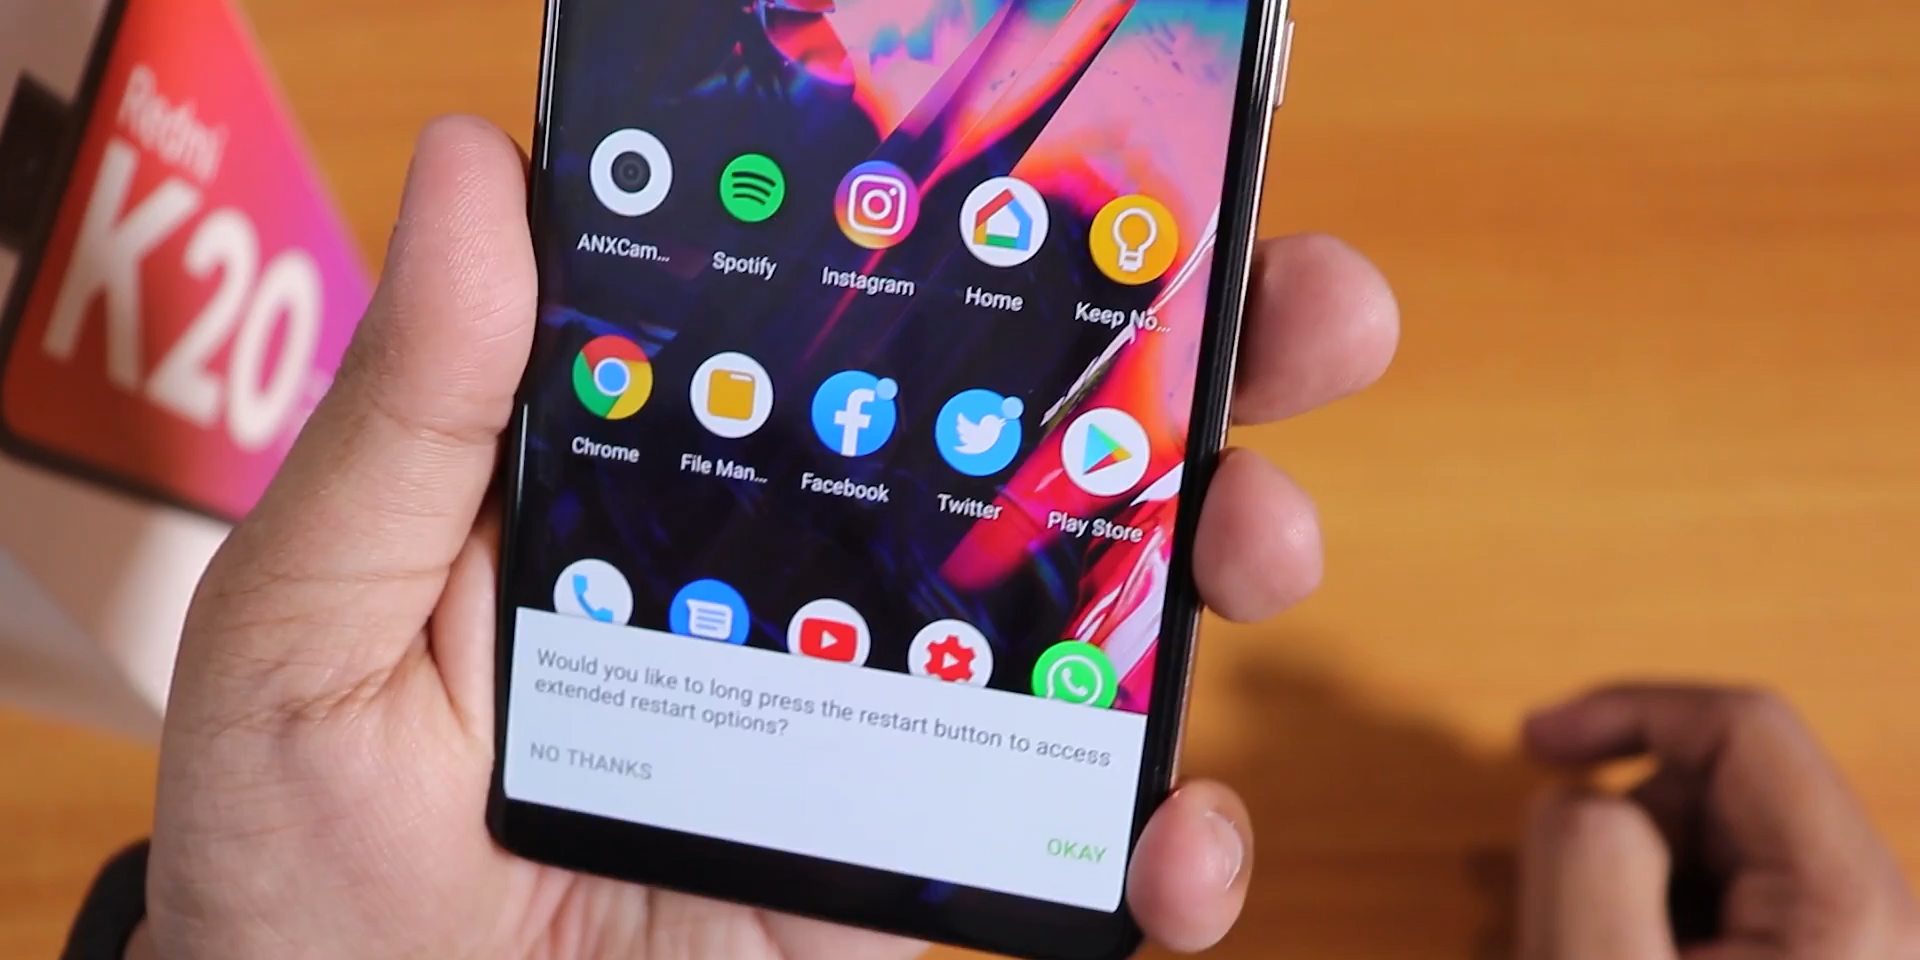 Redmi
K20
ANXCam...
Spotify
Instagram
Home
Keep No...
Chrome
File Man...
Facebook
Twitter
Play Store
Would you like to long press the restart button to access
extended restart options?
NO THANKS
OKAY